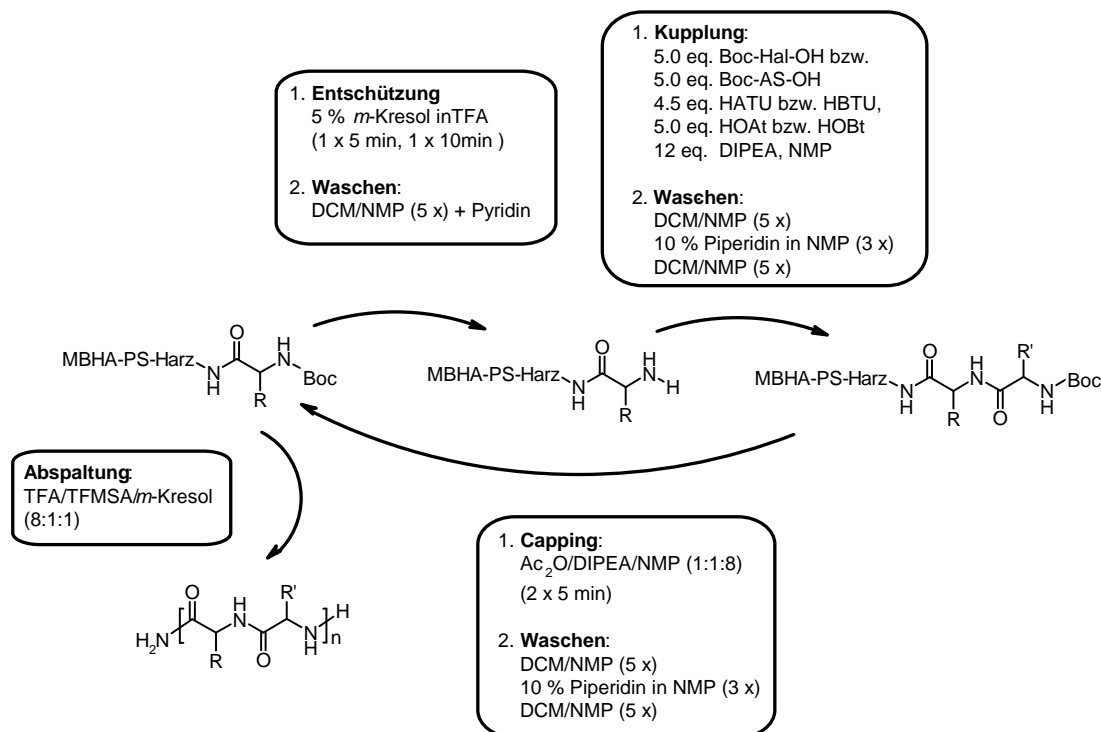 1. Kupplung:
5.0 eq. Boc-Hal-OH bzw.
5.0 eq. Boc-AS-OH
4.5 eq. HATU bzw. HBTU,
5.0 eq. HOAt bzw. HOBt
12 eq. DIPEA, NMP
2. Waschen:
DCM/NMP (5 x)
10 % Piperidin in NMP (3 x)
DCM/NMP (5 x)
1. Entschützung
5 % m-Kresol inTFA
(1 x 5 min, 1 x 10min )
2. Waschen:
DCM/NMP (5 x) + Pyridin
MBHA-PS-Harz
N
H
O
R
H
N
Boc
MBHA-PS-Harz
N
H
O
R
H
N
H
MBHA-PS-Harz
N
H
O
R
H
N
O
R'
N
H
Boc
Abspaltung:
TFA/TFMSA/m-Kresol
(8:1:1)
H2N
O
R
H
N
O
R'
N
H
H
n
1. Capping:
Ac2O/DIPEA/NMP (1:1:8)
(2 x 5 min)
2. Waschen:
DCM/NMP (5 x)
10 % Piperidin in NMP (3 x)
DCM/NMP (5 x)